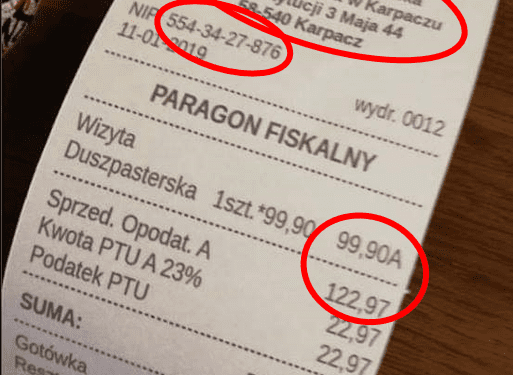 w Karpaczu
3 Maja 44
58-540 Karpacz
NIP 554-34-27-876
11-01-2019
wydr. 0012
PARAGON FISKALNY
Wizyta
Duszpasterska 1szt.*99,90 99,90A
Sprzed. Opodat. A 122,97
Kwota PTU A 23% 22,97
Podatek PTU 22,97
SUMA:
Gotówka